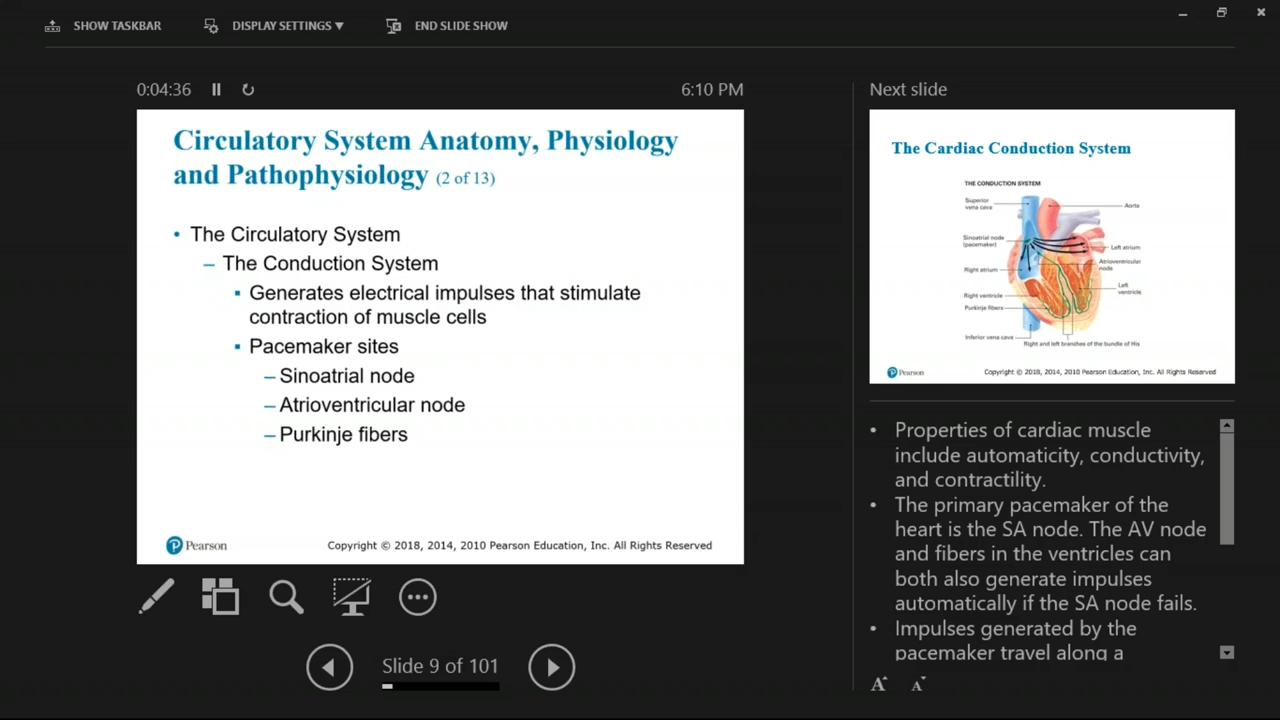 SHOW TASKBAR
DISPLAY SETTINGS ▼
END SLIDE SHOW
0:04:36
6:10 PM
Circulatory System Anatomy, Physiology
and Pathophysiology (2 of 13)
• The Circulatory System
– The Conduction System
▪ Generates electrical impulses that stimulate
contraction of muscle cells
▪ Pacemaker sites
– Sinoatrial node
– Atrioventricular node
– Purkinje fibers
Pearson
Copyright © 2018, 2014, 2010 Pearson Education, Inc. All Rights Reserved
Slide 9 of 101
Next slide
The Cardiac Conduction System
THE CONDUCTION SYSTEM
Superior
vena cava
Aorta
Sinoatrial node
(pacemaker)
Left atrium
Atrioventricular
node
Right atrium
Left
ventricle
Right ventricle
Purkinje fibers
Inferior vena cava
Right and left branches of the bundle of His
Pearson
Copyright © 2018, 2014, 2010 Pearson Education, Inc. All Rights Reserved
• Properties of cardiac muscle
include automaticity, conductivity,
and contractility.
• The primary pacemaker of the
heart is the SA node. The AV node
and fibers in the ventricles can
both also generate impulses
automatically if the SA node fails.
• Impulses generated by the
pacemaker travel along a
A A